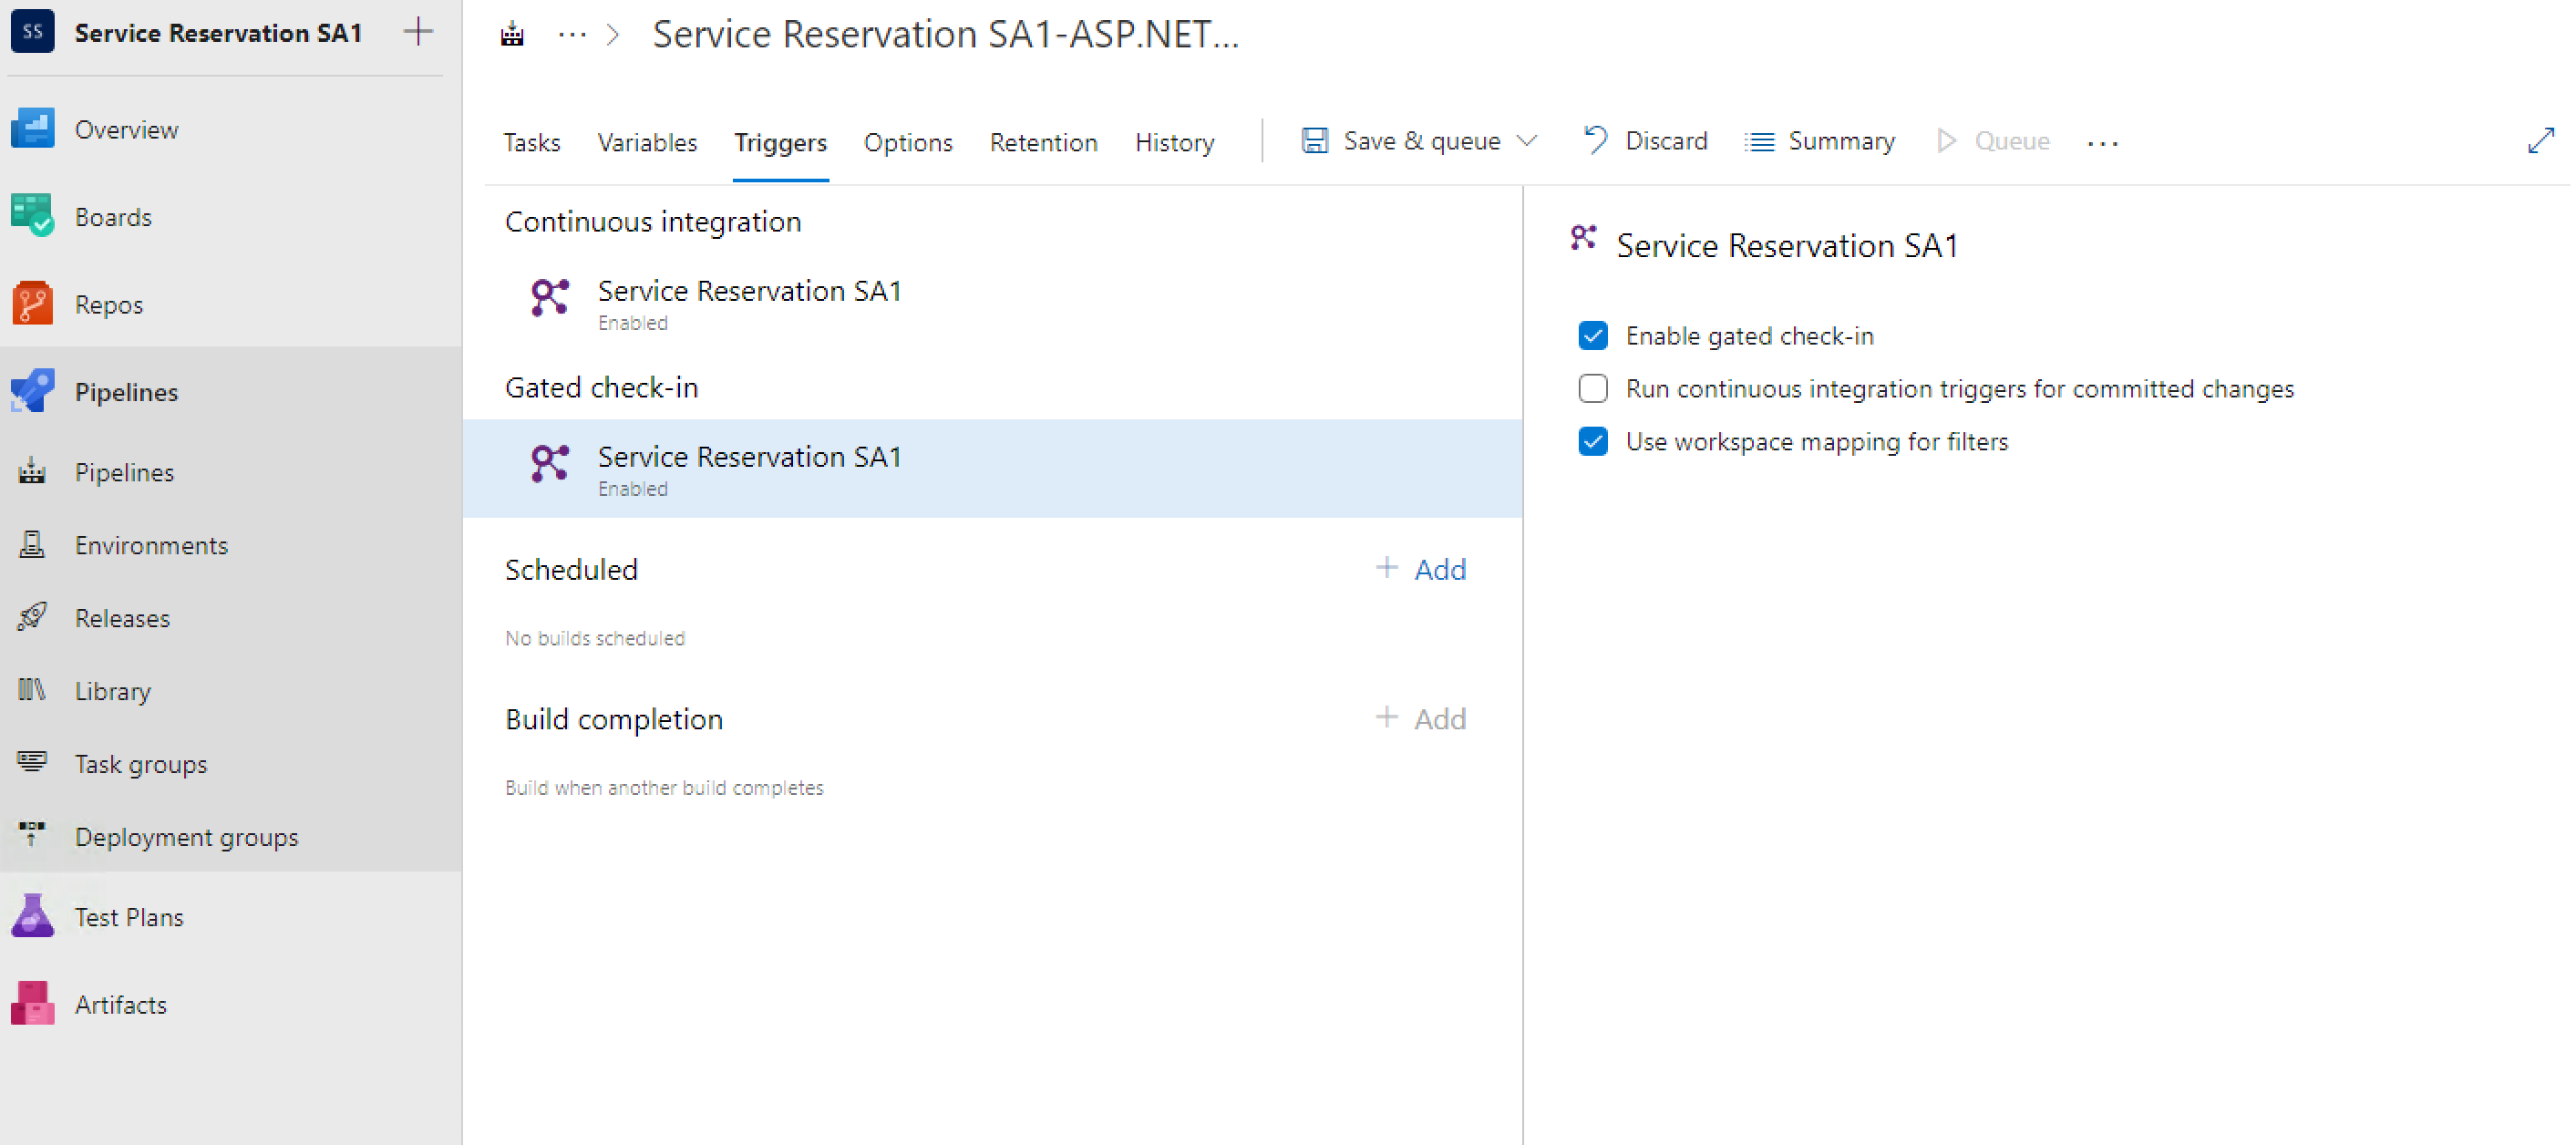 SS Service Reservation SA1
Overview
Boards
Repos
Pipelines
Pipelines
Environments
Releases
Library
Task groups
Deployment groups
Test Plans
Artifacts
... > Service Reservation SA1-ASP.NET...
Tasks Variables Triggers Options Retention History Save & queue Discard Summary Queue ...
Continuous integration
Service Reservation SA1
Enabled
Gated check-in
Service Reservation SA1
Enabled
Scheduled + Add
No builds scheduled
Build completion + Add
Build when another build completes
Service Reservation SA1
Enable gated check-in
Run continuous integration triggers for committed changes
Use workspace mapping for filters